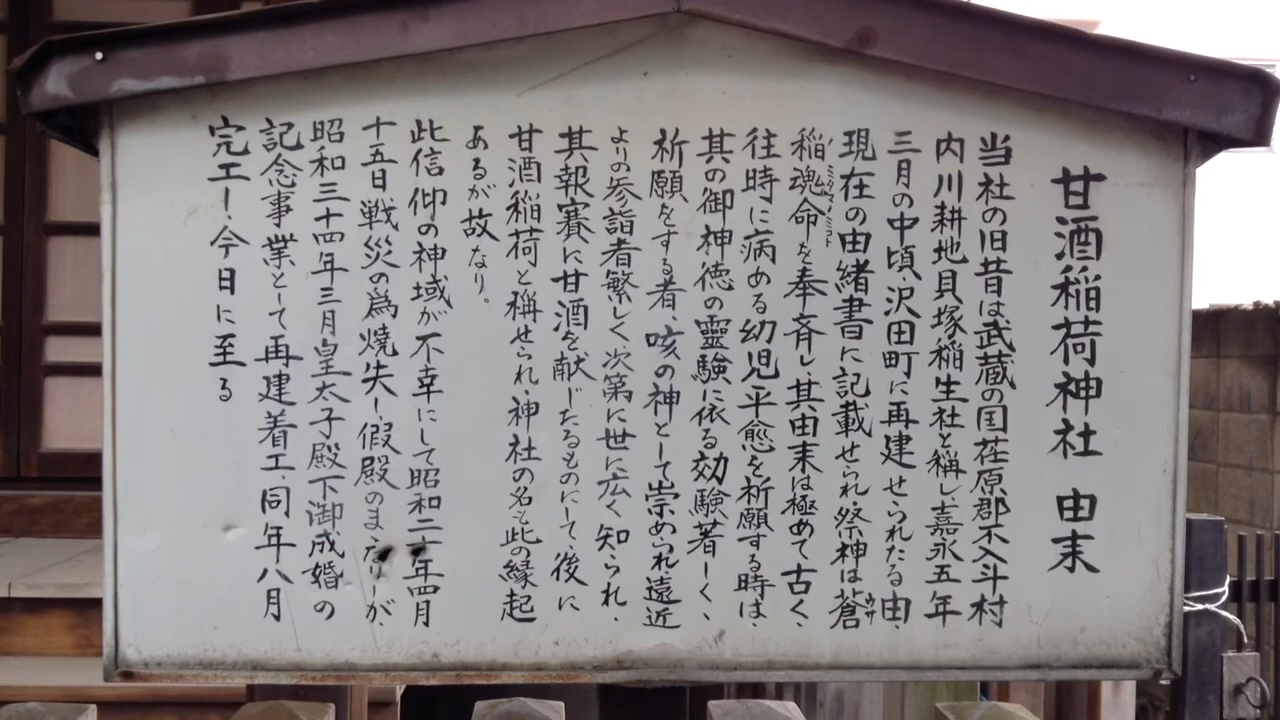 甘酒稲荷神社 由未
当社の旧昔は武蔵の国荏原郡不入斗村
内川耕地貝塚稲生社と稱し、嘉永五年
三月の中頃、沢田町に再建せられたる由、
現在の由緒書に記載せられ、祭神は蒼
稲魂命を奉斉し、其由未は極めて古く、
往時に病める幼児平愈を祈願する時は、
其の御神徳の靈験に依る効験著しく、
祈願をする者、咳の神として崇められ、遠近
よりの参詣者繁しく次第に世に広く知られ、
其報賽に甘酒を献じたるものにて、後に
甘酒稲荷と稱せられ、神社の名も此の縁起
あるが故なり。
此信仰の神域が不幸にして昭和二十年四月
十五日戦災の爲焼失し假殿のまゝなりしが、
昭和三十四年三月皇太子殿下御成婚の
記念事業として再建着工、同年八月
完工し、今日に至る